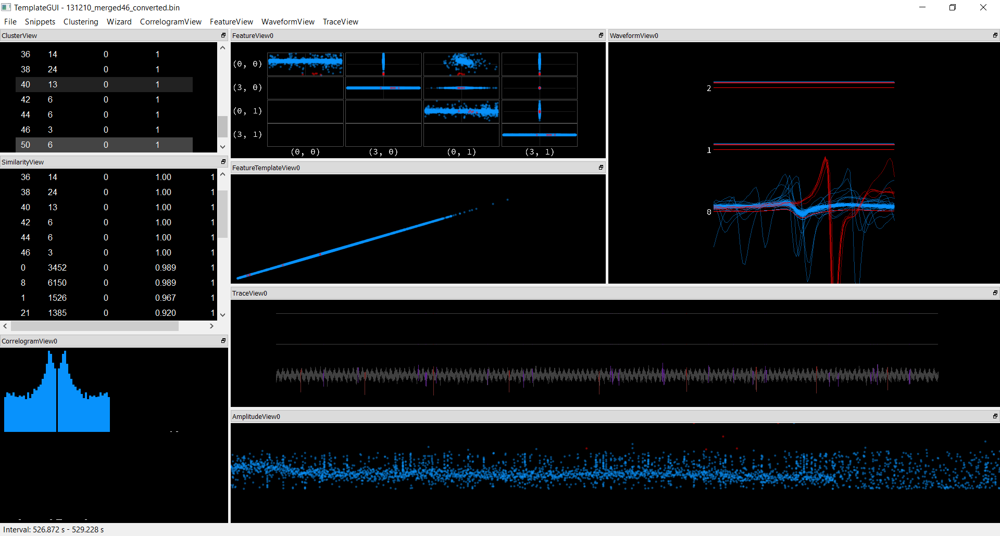 TemplateGUI - 131210_merged46_converted.bin
File Snippets Clustering Wizard CorrelogramView FeatureView WaveformView TraceView
ClusterView
36 14 0 1
38 24 0 1
40 13 0 1
42 6 0 1
44 6 0 1
46 3 0 1
50 6 0 1
SimilarityView
36 14 0 1.00 1
38 24 0 1.00 1
40 13 0 1.00 1
42 6 0 1.00 1
44 6 0 1.00 1
46 3 0 1.00 1
0 3452 0 0.989 1
8 6150 0 0.989 1
1 1526 0 0.967 1
21 1385 0 0.920 1
CorrelogramView0
FeatureView0
(0, 0)
(3, 0)
(0, 1)
(3, 1)
(0, 0) (3, 0) (0, 1) (3, 1)
FeatureTemplateView0
WaveformView0
2
1
0
TraceView0
AmplitudeView0
Interval: 526.872 s - 529.228 s